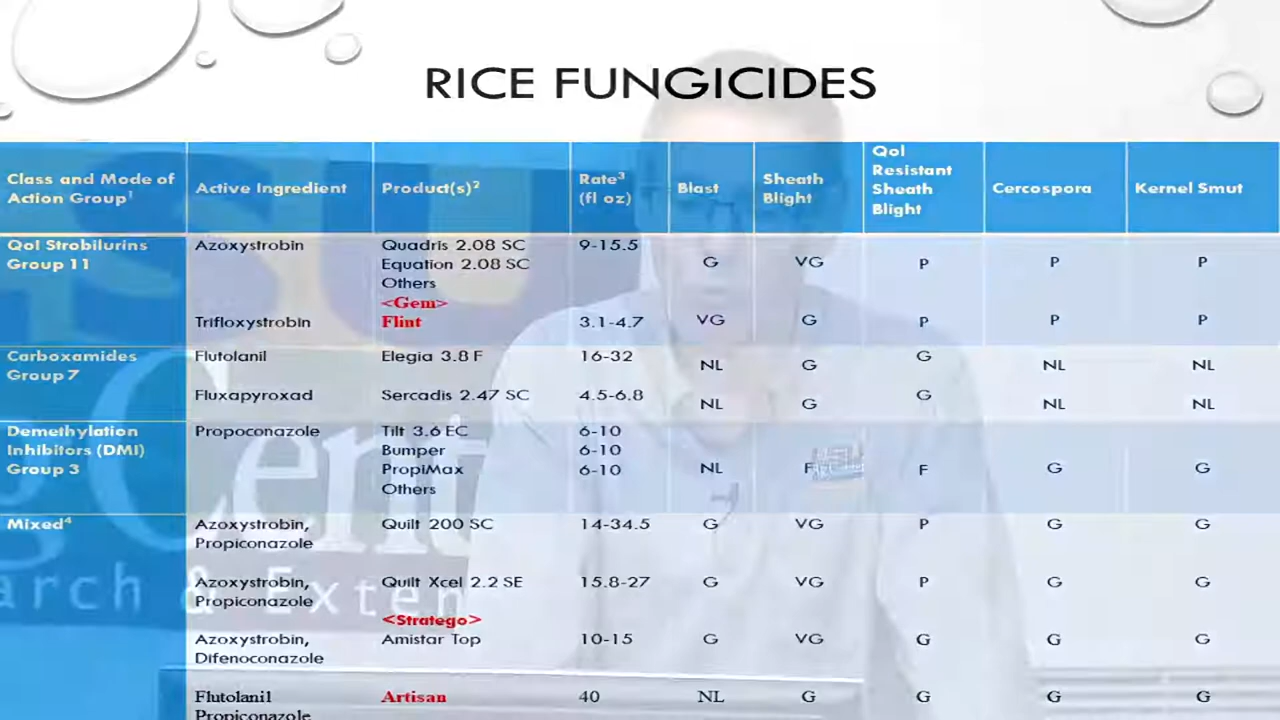 RICE FUNGICIDES
Class and Mode of Action Group¹ Active Ingredient Product(s)² Rate³ (fl oz) Blast Sheath Blight QoI Resistant Sheath Blight Cercospora Kernel Smut
QoI Strobilurins Group 11
Azoxystrobin Quadris 2.08 SC 9-15.5
Equation 2.08 SC G VG P P P
Others
<Gem>
Trifloxystrobin Flint 3.1-4.7 VG G P P P
Carboxamides Group 7
Flutolanil Elegia 3.8 F 16-32 NL G G NL NL
Fluxapyroxad Sercadis 2.47 SC 4.5-6.8 NL G G NL NL
Demethylation Inhibitors (DMI) Group 3
Propoconazole Tilt 3.6 EC 6-10
Bumper 6-10
PropiMax 6-10 NL F F G G
Others
Mixed⁴ Azoxystrobin, Propiconazole Quilt 200 SC 14-34.5 G VG P G G
Azoxystrobin, Propiconazole Quilt Xcel 2.2 SE 15.8-27 G VG P G G
<Stratego>
Azoxystrobin, Difenoconazole Amistar Top 10-15 G VG G G G
Flutolanil Propiconazole Artisan 40 NL G G G G
g Cent
arch & Exten